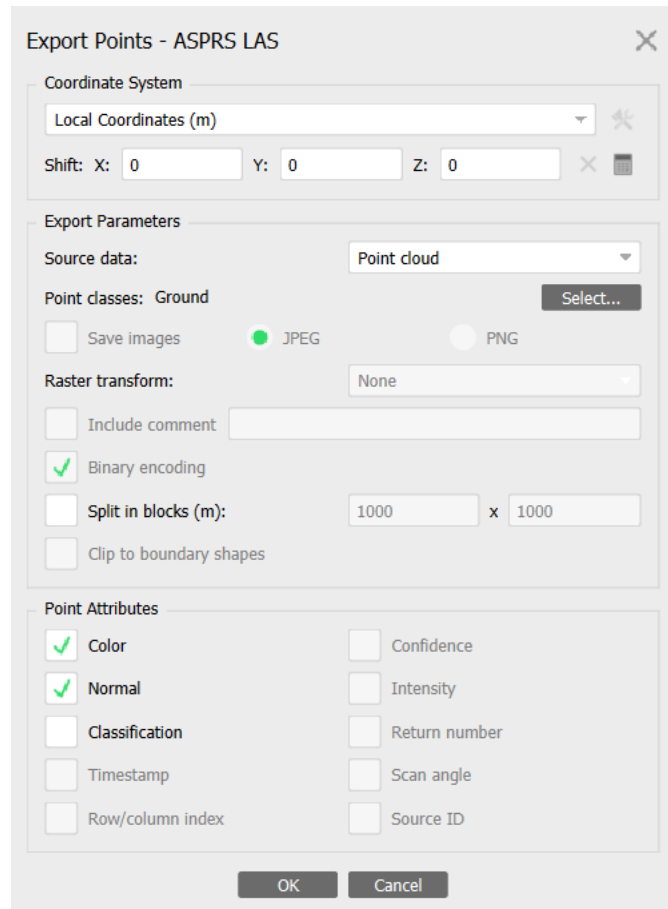 Export Points - ASPRS LAS
Coordinate System
Local Coordinates (m)
Shift: X: 0 Y: 0 Z: 0
Export Parameters
Source data: Point cloud
Point classes: Ground Select...
Save images JPEG PNG
Raster transform: None
Include comment
Binary encoding
Split in blocks (m): 1000 x 1000
Clip to boundary shapes
Point Attributes
Color Confidence
Normal Intensity
Classification Return number
Timestamp Scan angle
Row/column index Source ID
OK Cancel